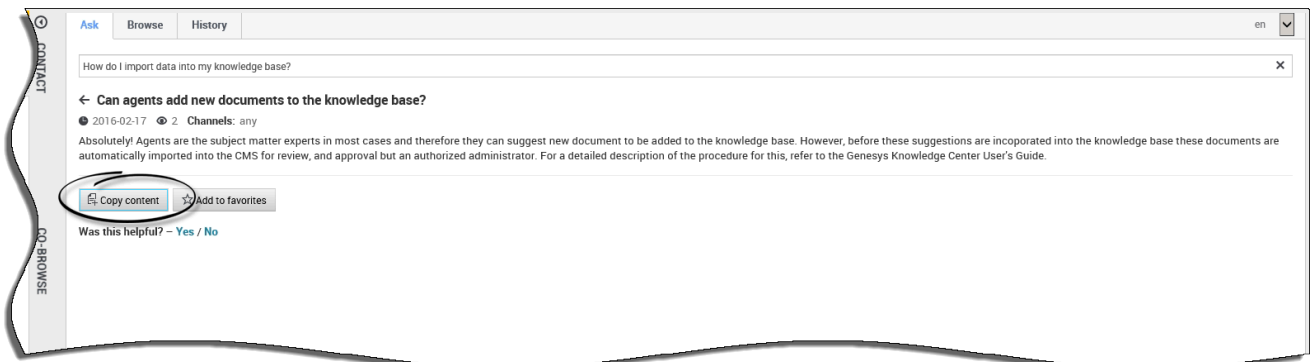 Ask Browse History en
CONTACT
How do I import data into my knowledge base?
← Can agents add new documents to the knowledge base?
2016-02-17 2 Channels: any
Absolutely! Agents are the subject matter experts in most cases and therefore they can suggest new document to be added to the knowledge base. However, before these suggestions are incoporated into the knowledge base these documents are
automatically imported into the CMS for review, and approval but an authorized administrator. For a detailed description of the procedure for this, refer to the Genesys Knowledge Center User's Guide.
Copy content Add to favorites
Was this helpful? – Yes / No
CO-BROWSE